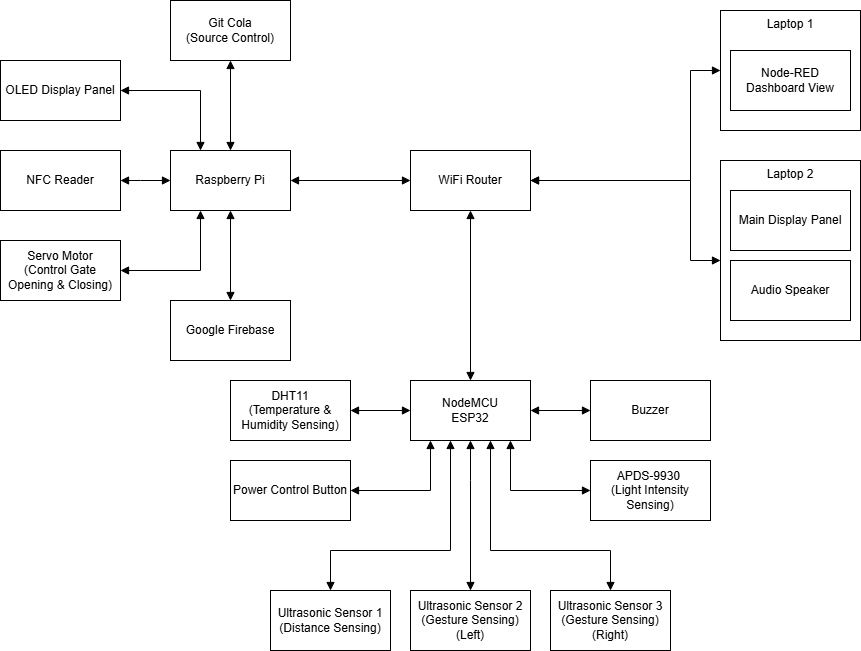 Git Cola
(Source Control)
Laptop 1
OLED Display Panel
Node-RED
Dashboard View
NFC Reader
Raspberry Pi
WiFi Router
Laptop 2
Main Display Panel
Servo Motor
(Control Gate
Opening & Closing)
Audio Speaker
Google Firebase
DHT11
(Temperature &
Humidity Sensing)
NodeMCU
ESP32
Buzzer
Power Control Button
APDS-9930
(Light Intensity
Sensing)
Ultrasonic Sensor 1
(Distance Sensing)
Ultrasonic Sensor 2
(Gesture Sensing)
(Left)
Ultrasonic Sensor 3
(Gesture Sensing)
(Right)